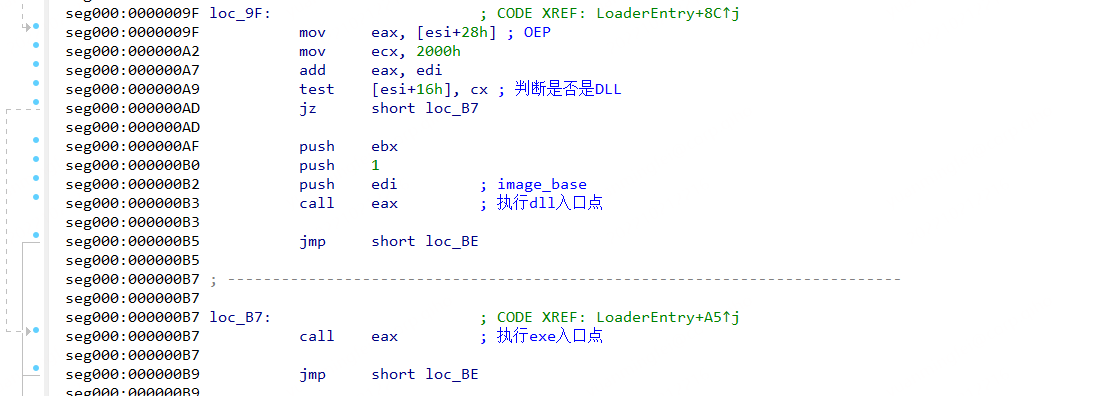 seg000:0000009F loc_9F: ; CODE XREF: LoaderEntry+8C↑j
seg000:0000009F mov eax, [esi+28h] ; OEP
seg000:000000A2 mov ecx, 2000h
seg000:000000A7 add eax, edi
seg000:000000A9 test [esi+16h], cx ; 判断是否是DLL
seg000:000000AD jz short loc_B7
seg000:000000AD
seg000:000000AF push ebx
seg000:000000B0 push 1
seg000:000000B2 push edi ; image_base
seg000:000000B3 call eax ; 执行dll入口点
seg000:000000B3
seg000:000000B5 jmp short loc_BE
seg000:000000B5
seg000:000000B7 ; ---------------------------------------------------------------------------
seg000:000000B7
seg000:000000B7 loc_B7: ; CODE XREF: LoaderEntry+A5↑j
seg000:000000B7 call eax ; 执行exe入口点
seg000:000000B7
seg000:000000B9 jmp short loc_BE
seg000:000000B9